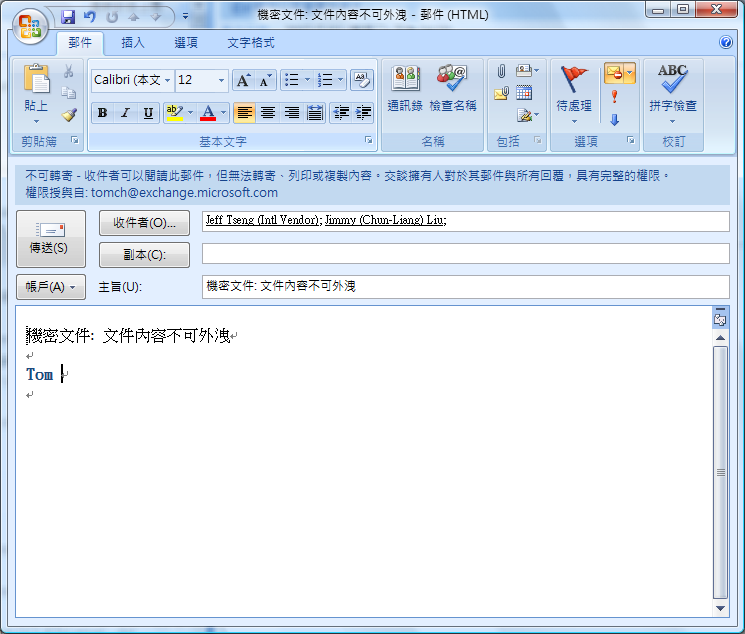 機密文件: 文件內容不可外洩 - 郵件 (HTML)
郵件 插入 選項 文字格式
Calibri (本文 12
貼上
B I U ab A
通訊錄 檢查名稱
待處理
ABC
拼字檢查
剪貼簿 基本文字 名稱 包括 選項 校訂
不可轉寄 - 收件者可以閱讀此郵件，但無法轉寄、列印或複製內容。交談擁有人對於其郵件與所有回覆，具有完整的權限。
權限授與自: tomch@exchange.microsoft.com
傳送(S)
收件者(O)... Jeff Tseng (Intl Vendor); Jimmy (Chun-Liang) Liu;
副本(C):
帳戶(A) 主旨(U): 機密文件: 文件內容不可外洩
機密文件: 文件內容不可外洩
Tom